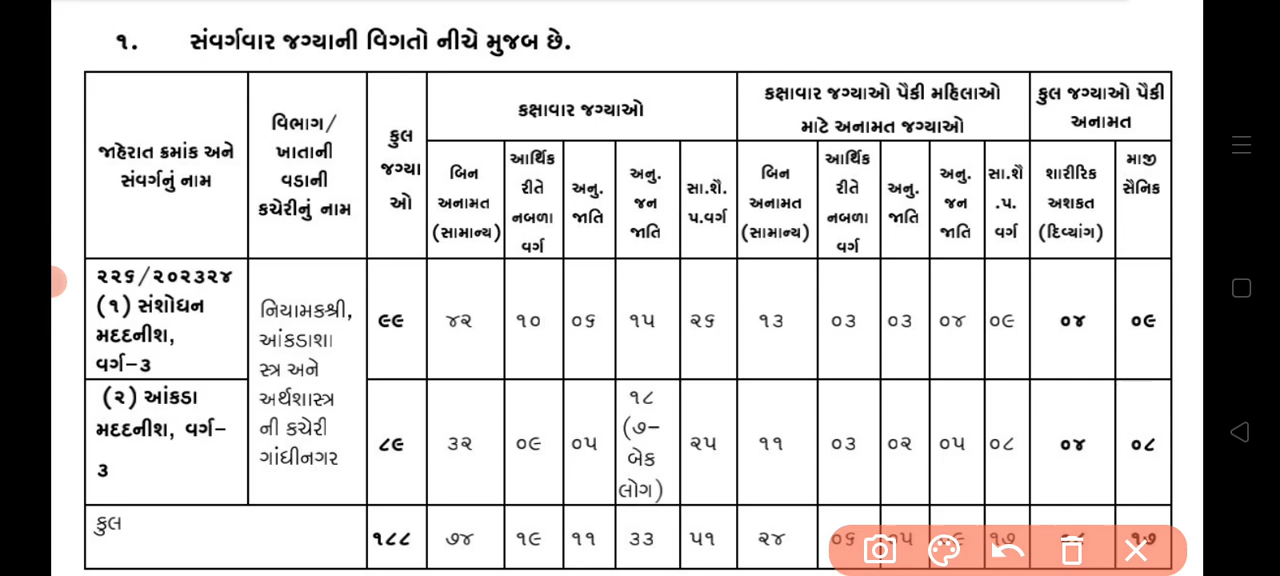 ૧. સંવર્ગવાર જગ્યાની વિગતો નીચે મુજબ છે.
જાહેરાત ક્રમાંક અને
સંવર્ગનું નામ
વિભાગ/
ખાતાની
વડાની
કચેરીનું નામ
કુલ
જગ્યા
ઓ
કક્ષાવાર જગ્યાઓ
કક્ષાવાર જગ્યાઓ પૈકી મહિલાઓ
માટે અનામત જગ્યાઓ
કુલ જગ્યાઓ પૈકી
અનામત
બિન
અનામત
(સામાન્ય)
આર્થિક
રીતે
નબળા
વર્ગ
અનુ.
જાતિ
અનુ.
જન
જાતિ
સા.શૈ.
પ.વર્ગ
બિન
અનામત
(સામાન્ય)
આર્થિક
રીતે
નબળા
વર્ગ
અનુ.
જાતિ
અનુ.
જન
જાતિ
સા.શૈ
.પ.
વર્ગ
શારીરિક
અશકત
(દિવ્યાંગ)
માજી
સૈનિક
૨૨૬/૨૦૨૩૨૪
(૧) સંશોધન
મદદનીશ,
વર્ગ-૩
નિયામકશ્રી,
આંકડાશા
સ્ત્ર અને
અર્થશાસ્ત્ર
ની કચેરી
ગાંધીનગર
૯૯ ૪૨ ૧૦ ૦૬ ૧૫ ૨૬ ૧૩ ૦૩ ૦૩ ૦૪ ૦૯ ૦૪ ૦૯
(૨) આંકડા
મદદનીશ, વર્ગ-
૩
૮૯ ૩૨ ૦૯ ૦૫
૧૮
(૭-
બેક
લોગ)
૨૫ ૧૧ ૦૩ ૦૨ ૦૫ ૦૮ ૦૪ ૦૮
કુલ ૧૮૮ ૭૪ ૧૯ ૧૧ ૩૩ ૫૧ ૨૪ ૦૬ ૦૫ ૧૭ ૧૭